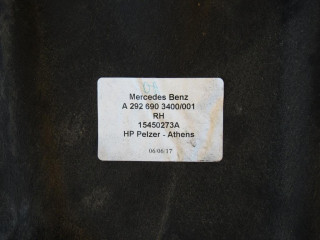 Mercedes Benz
A 292 690 3400/001
RH
15450273A
HP Pelzer - Athens
06/06/17